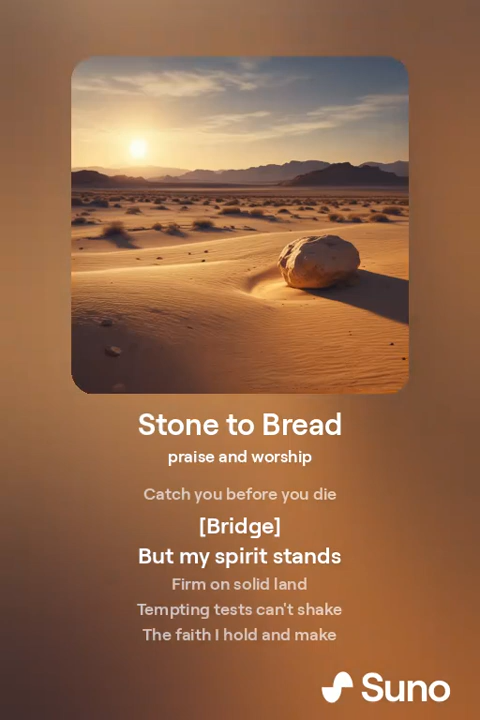 Stone to Bread
praise and worship
Catch you before you die
[Bridge]
But my spirit stands
Firm on solid land
Tempting tests can't shake
The faith I hold and make
Suno